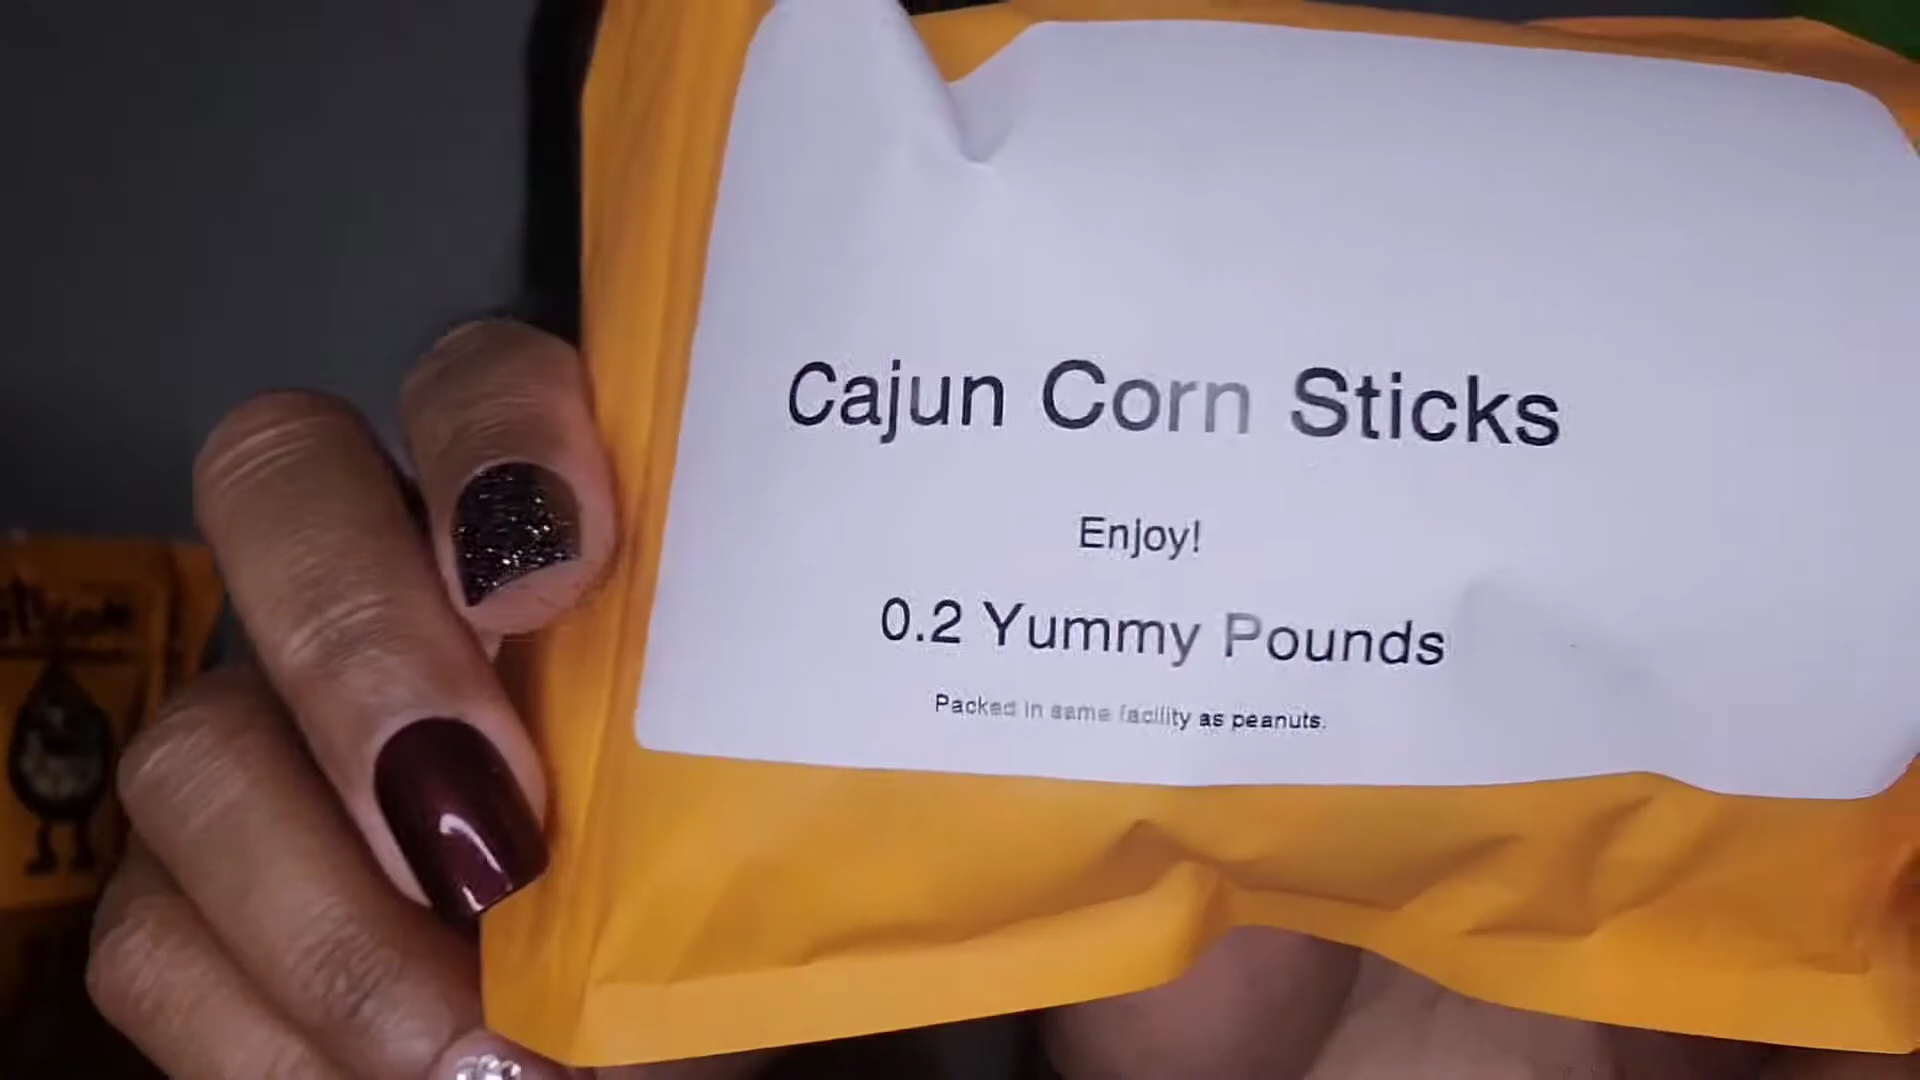 Cajun Corn Sticks
Enjoy!
0.2 Yummy Pounds
Packed in same facility as peanuts.